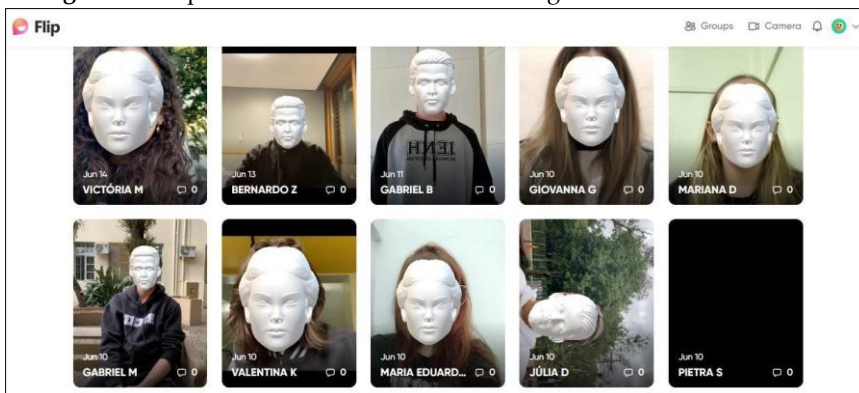 Flip
Groups Camera
Jun 14
VICTÓRIA M 0
Jun 13
BERNARDO Z 0
Jun 11
GABRIEL B 0
Jun 10
GIOVANNA G 0
Jun 10
MARIANA D 0
Jun 10
GABRIEL M 0
Jun 10
VALENTINA K 0
Jun 10
MARIA EDUARD... 0
Jun 10
JÚLIA D 0
Jun 10
PIETRA S 0